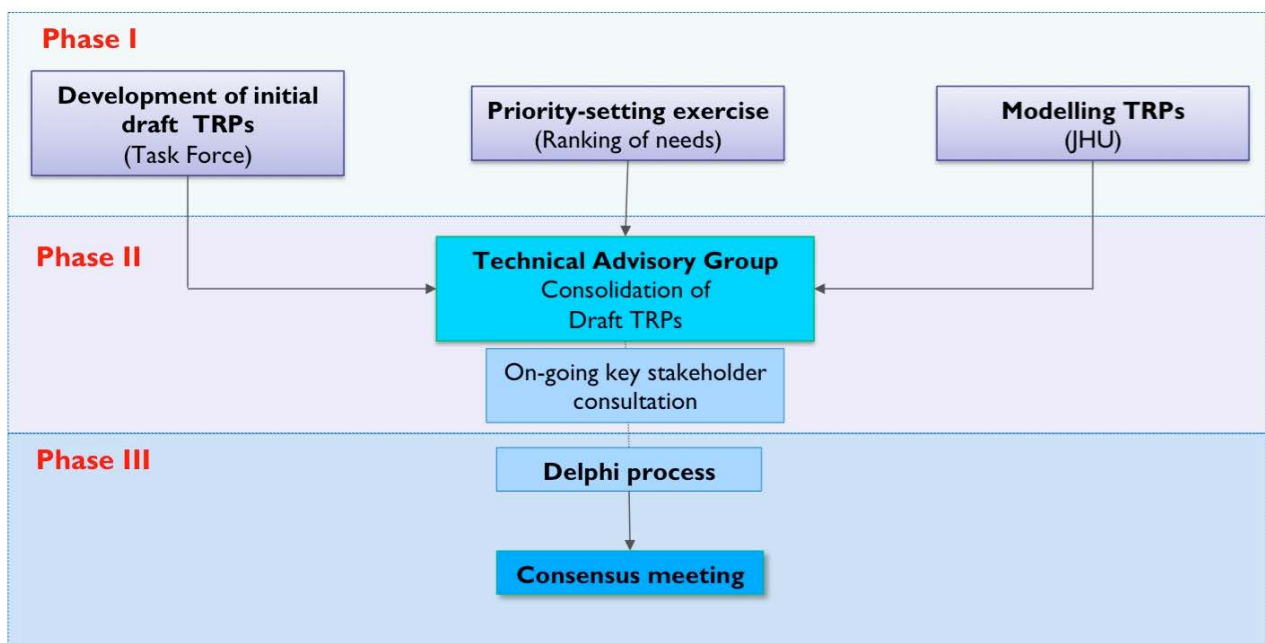 Phase I
Development of initial
draft TRPs
(Task Force)
Priority-setting exercise
(Ranking of needs)
Modelling TRPs
(JHU)
Phase II
Technical Advisory Group
Consolidation of
Draft TRPs
On-going key stakeholder
consultation
Phase III
Delphi process
Consensus meeting